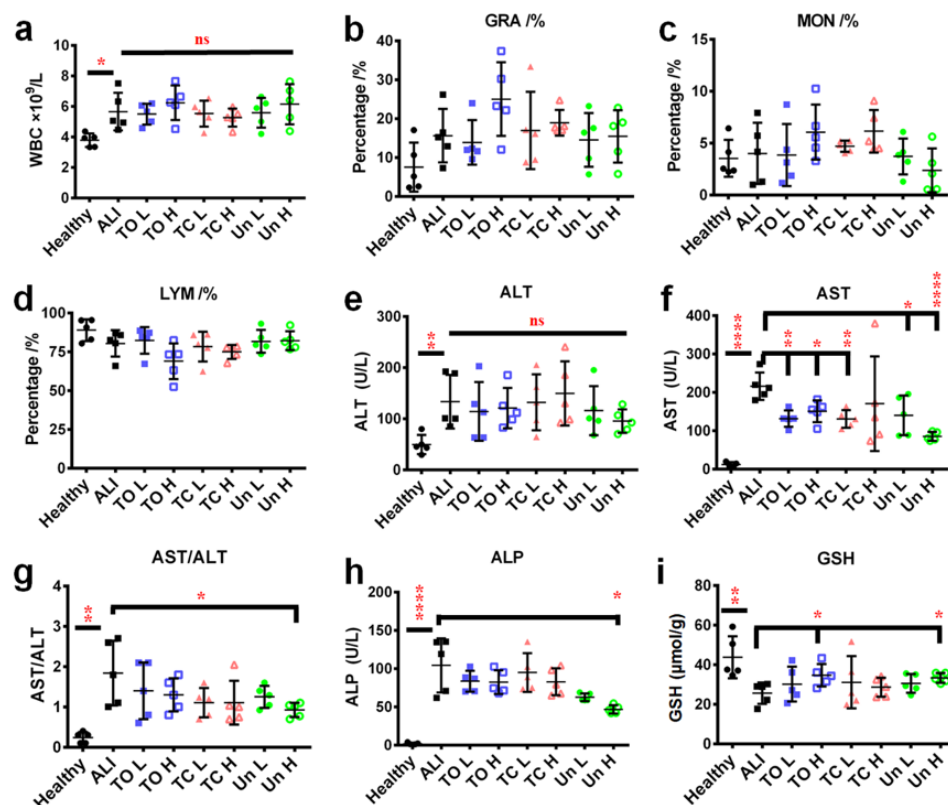 a
WBC ×10⁹/L
10
8
6
4
2
0
*
ns
Healthy
ALI
TO L
TO H
TC L
TC H
Un L
Un H
b
GRA /%
Percentage /%
40
30
20
10
0
Healthy
ALI
TO L
TO H
TC L
TC H
Un L
Un H
c
MON /%
Percentage /%
15
10
5
0
Healthy
ALI
TO L
TO H
TC L
TC H
Un L
Un H
d
LYM /%
Percentage /%
100
75
50
25
0
Healthy
ALI
TO L
TO H
TC L
TC H
Un L
Un H
e
ALT
ALT (U/L)
300
200
100
0
**
ns
Healthy
ALI
TO L
TO H
TC L
TC H
Un L
Un H
f
AST
AST (U/L)
400
300
200
100
0
****
**
*
**
*
****
Healthy
ALI
TO L
TO H
TC L
TC H
Un L
Un H
g
AST/ALT
AST/ALT
4
3
2
1
0
**
*
Healthy
ALI
TO L
TO H
TC L
TC H
Un L
Un H
h
ALP
ALP (U/L)
200
150
100
50
0
****
*
Healthy
ALI
TO L
TO H
TC L
TC H
Un L
Un H
i
GSH
GSH (μmol/g)
80
60
40
20
0
**
*
*
Healthy
ALI
TO L
TO H
TC L
TC H
Un L
Un H